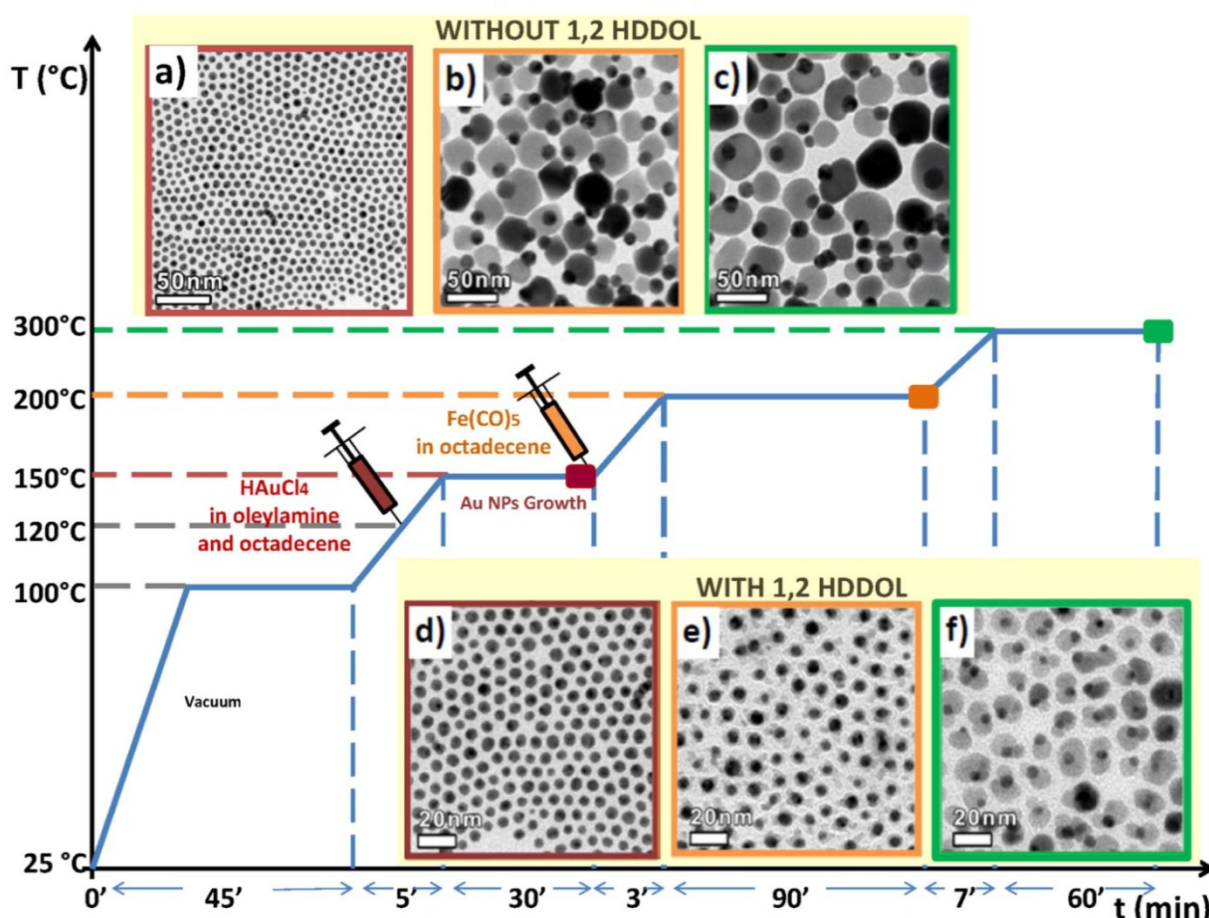 WITHOUT 1,2 HDDOL
T (°C)
a)
b)
c)
50nm
50nm
50nm
300°C
200°C
150°C
120°C
100°C
25 °C
Fe(CO)5
in octadecene
HAuCl4
in oleylamine
and octadecene
Au NPs Growth
Vacuum
WITH 1,2 HDDOL
d)
e)
f)
20nm
20nm
20nm
0’ 45’ 5’ 30’ 3’ 90’ 7’ 60’ t (min)